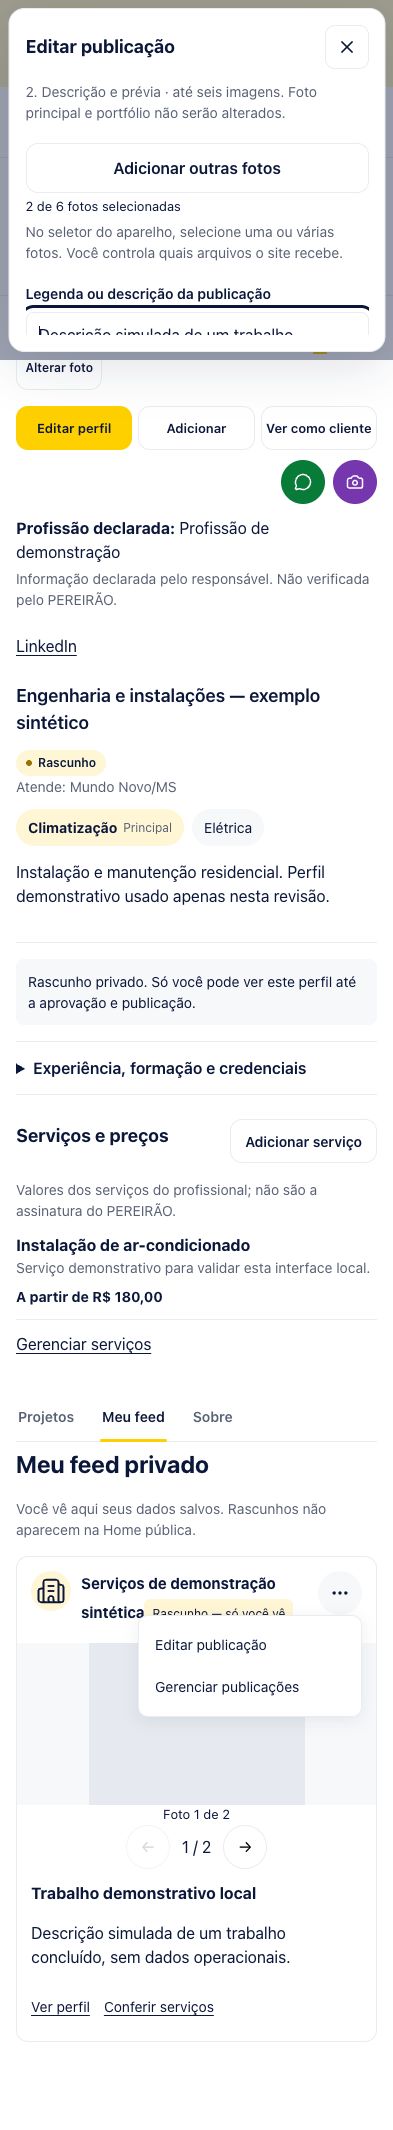 Editar publicação
2. Descrição e prévia · até seis imagens. Foto
principal e portfólio não serão alterados.
Adicionar outras fotos
2 de 6 fotos selecionadas
No seletor do aparelho, selecione uma ou várias
fotos. Você controla quais arquivos o site recebe.
Legenda ou descrição da publicação
Descrição simulada de um trabalho
Alterar foto
Editar perfil
Adicionar
Ver como cliente
Profissão declarada: Profissão de
demonstração
Informação declarada pelo responsável. Não verificada
pelo PEREIRÃO.
LinkedIn
Engenharia e instalações — exemplo
sintético
Rascunho
Atende: Mundo Novo/MS
Climatização Principal
Elétrica
Instalação e manutenção residencial. Perfil
demonstrativo usado apenas nesta revisão.
Rascunho privado. Só você pode ver este perfil até
a aprovação e publicação.
Experiência, formação e credenciais
Serviços e preços
Adicionar serviço
Valores dos serviços do profissional; não são a
assinatura do PEREIRÃO.
Instalação de ar-condicionado
Serviço demonstrativo para validar esta interface local.
A partir de R$ 180,00
Gerenciar serviços
Projetos
Meu feed
Sobre
Meu feed privado
Você vê aqui seus dados salvos. Rascunhos não
aparecem na Home pública.
Serviços de demonstração
sintética Rascunho — só você vê
Editar publicação
Gerenciar publicações
Foto 1 de 2
1 / 2
Trabalho demonstrativo local
Descrição simulada de um trabalho
concluído, sem dados operacionais.
Ver perfil
Conferir serviços